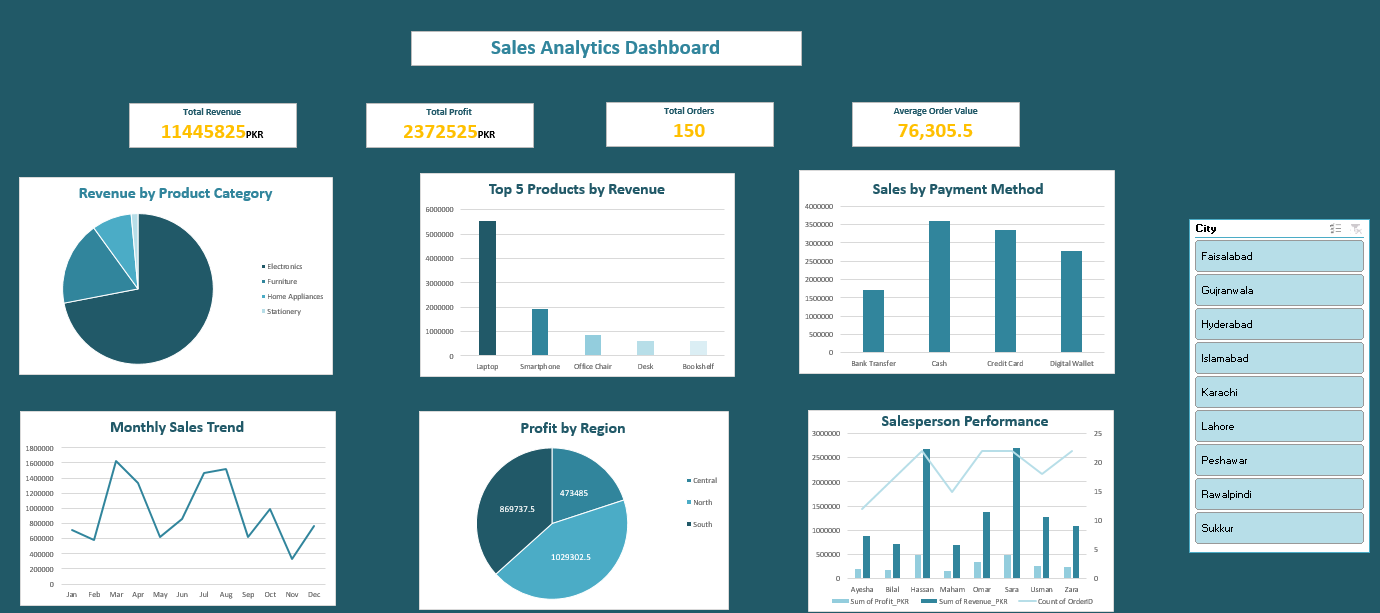 Sales Analytics Dashboard
Total Revenue
11445825PKR
Total Profit
2372525PKR
Total Orders
150
Average Order Value
76,305.5
Revenue by Product Category
Electronics
Furniture
Home Appliances
Stationery
Top 5 Products by Revenue
6000000
5000000
4000000
3000000
2000000
1000000
0
Laptop Smartphone Office Chair Desk Bookshelf
Sales by Payment Method
4000000
3500000
3000000
2500000
2000000
1500000
1000000
500000
0
Bank Transfer Cash Credit Card Digital Wallet
City
Faisalabad
Gujranwala
Hyderabad
Islamabad
Karachi
Lahore
Peshawar
Rawalpindi
Sukkur
Monthly Sales Trend
1800000
1600000
1400000
1200000
1000000
800000
600000
400000
200000
0
Jan Feb Mar Apr May Jun Jul Aug Sep Oct Nov Dec
Profit by Region
473485
869737.5
1029302.5
Central
North
South
Salesperson Performance
3000000 25
2500000
20
2000000
15
1500000
10
1000000
5
500000
0 0
Ayesha Bilal Hassan Maham Omar Sara Usman Zara
Sum of Profit_PKR Sum of Revenue_PKR Count of OrderID